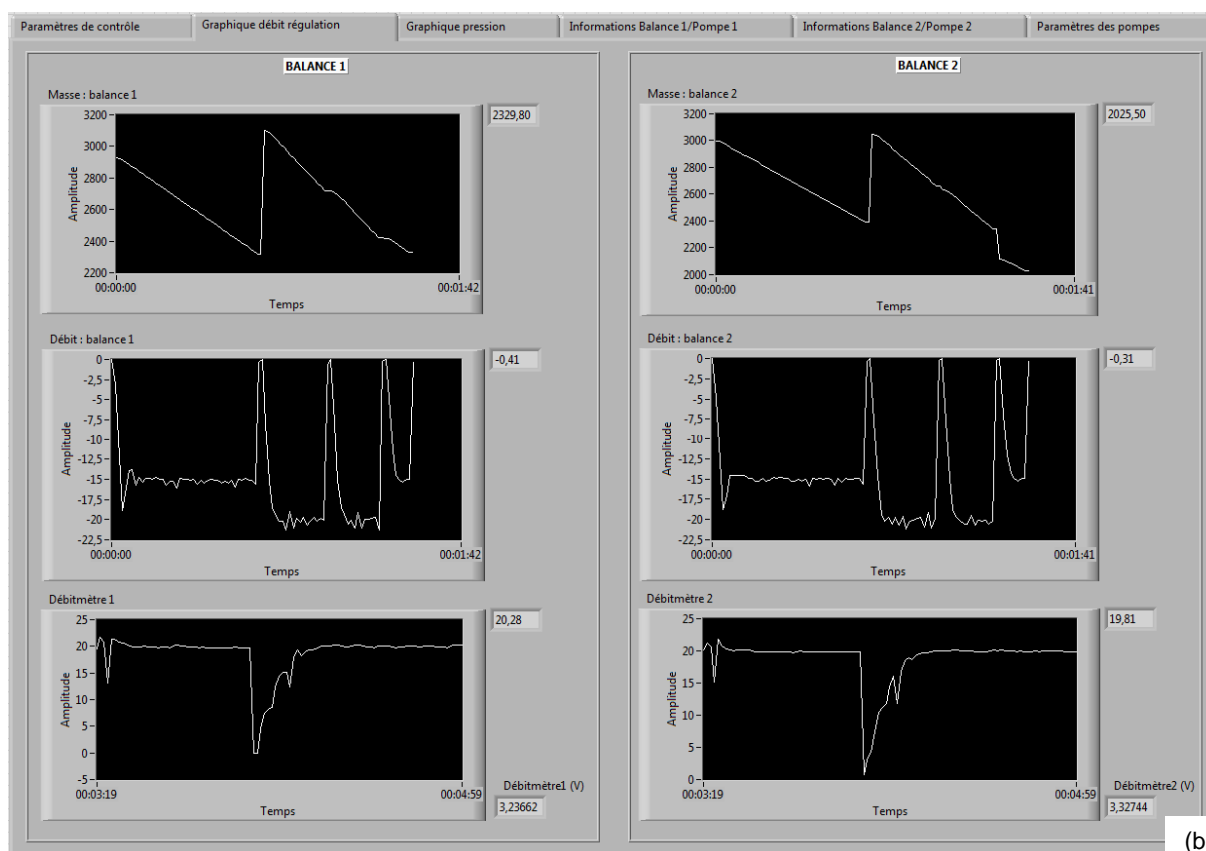 Paramètres de contrôle
Graphique débit régulation
Graphique pression
Informations Balance 1/Pompe 1
Informations Balance 2/Pompe 2
Paramètres des pompes
BALANCE 1
Masse : balance 1
2329,80
3200
3000
2800
2600
2400
2200
Amplitude
00:00:00
00:01:42
Temps
Débit : balance 1
-0,41
0
-2,5
-5
-7,5
-10
-12,5
-15
-17,5
-20
-22,5
Amplitude
00:00:00
00:01:42
Temps
Débitmètre 1
20,28
25
20
15
10
5
0
-5
Amplitude
00:03:19
00:04:59
Temps
Débitmètre1 (V)
3,23662
BALANCE 2
Masse : balance 2
2025,50
3200
3000
2800
2600
2400
2200
2000
Amplitude
00:00:00
00:01:41
Temps
Débit : balance 2
-0,31
0
-2,5
-5
-7,5
-10
-12,5
-15
-17,5
-20
-22,5
Amplitude
00:00:00
00:01:41
Temps
Débitmètre 2
19,81
25
20
15
10
5
0
Amplitude
00:03:19
00:04:59
Temps
Débitmètre2 (V)
3,32744
(b